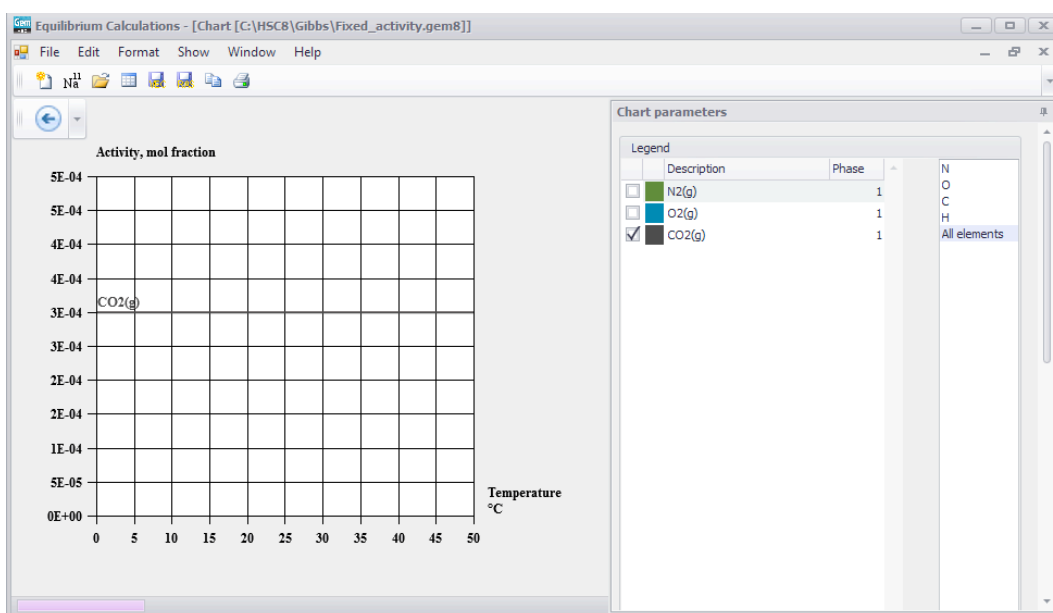 Equilibrium Calculations - [Chart [C:\HSC8\Gibbs\Fixed_activity.gem8]]
File Edit Format Show Window Help
11
Na
Chart parameters
Activity, mol fraction
Legend
Description Phase
N2(g) 1
O2(g) 1
CO2(g) 1
N
O
C
H
All elements
5E-04
5E-04
4E-04
4E-04
CO2(g)
3E-04
3E-04
2E-04
2E-04
1E-04
5E-05
0E+00
Temperature
°C
0 5 10 15 20 25 30 35 40 45 50